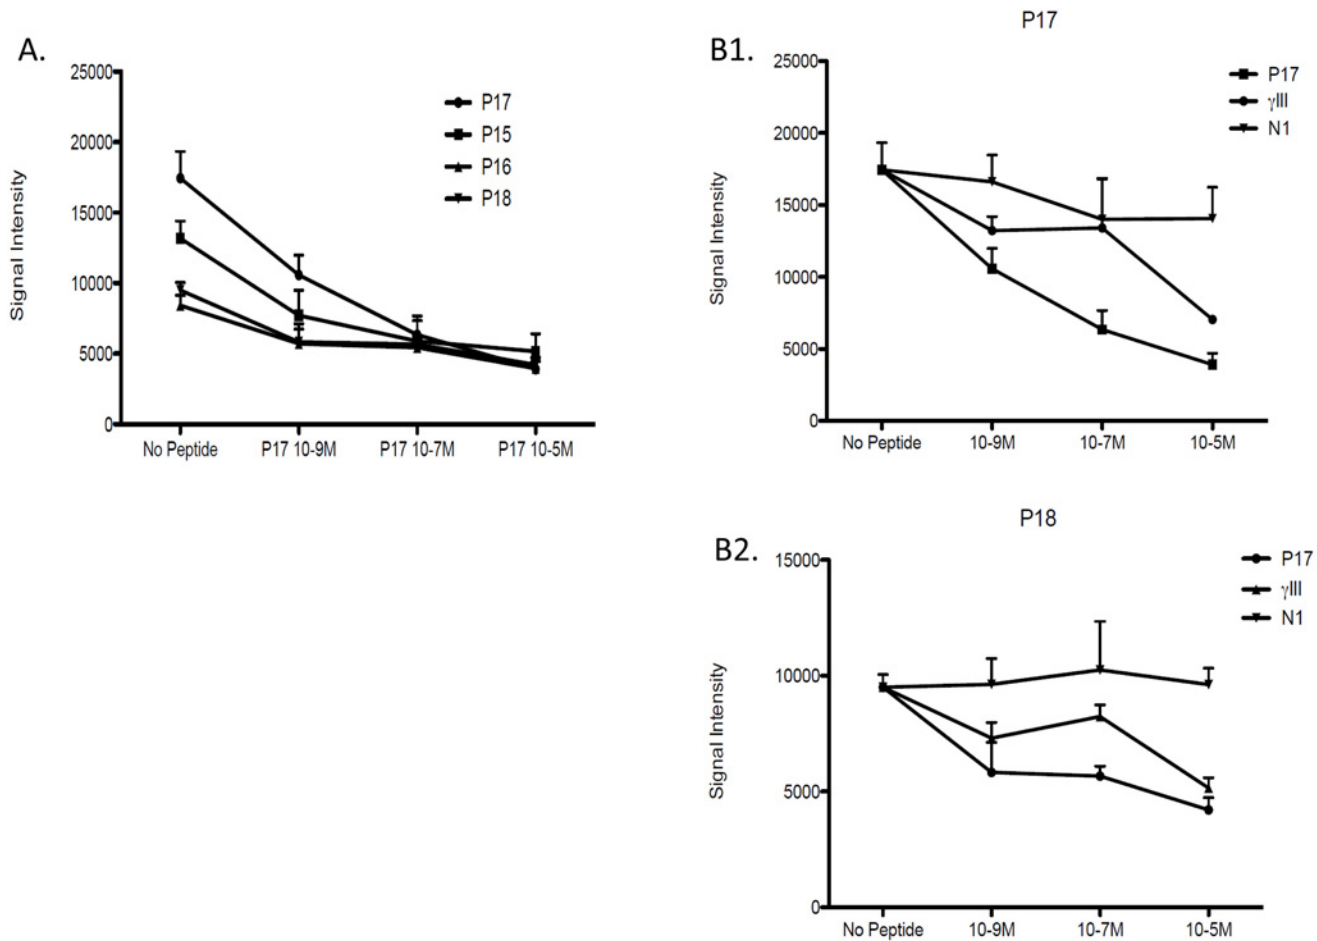 A.
25000
20000
15000
10000
5000
0
Signal Intensity
No Peptide P17 10-9M P17 10-7M P17 10-5M
P17
P15
P16
P18
B1.
P17
25000
20000
15000
10000
5000
0
Signal Intensity
No Peptide 10-9M 10-7M 10-5M
P17
γIII
N1
B2.
P18
15000
10000
5000
0
Signal Intensity
No Peptide 10-9M 10-7M 10-5M
P17
γIII
N1